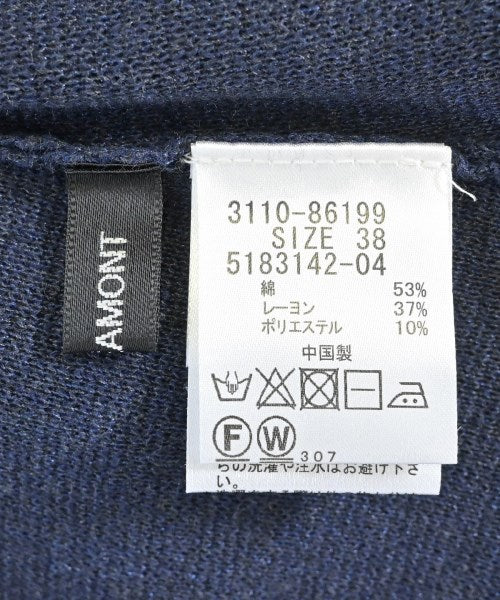 AMONT
3110-86199
SIZE 38
5183142-04
綿 53%
レーヨン 37%
ポリエステル 10%
中国製
F W 307
ちの洗濯や注水はお避け下さ
い。